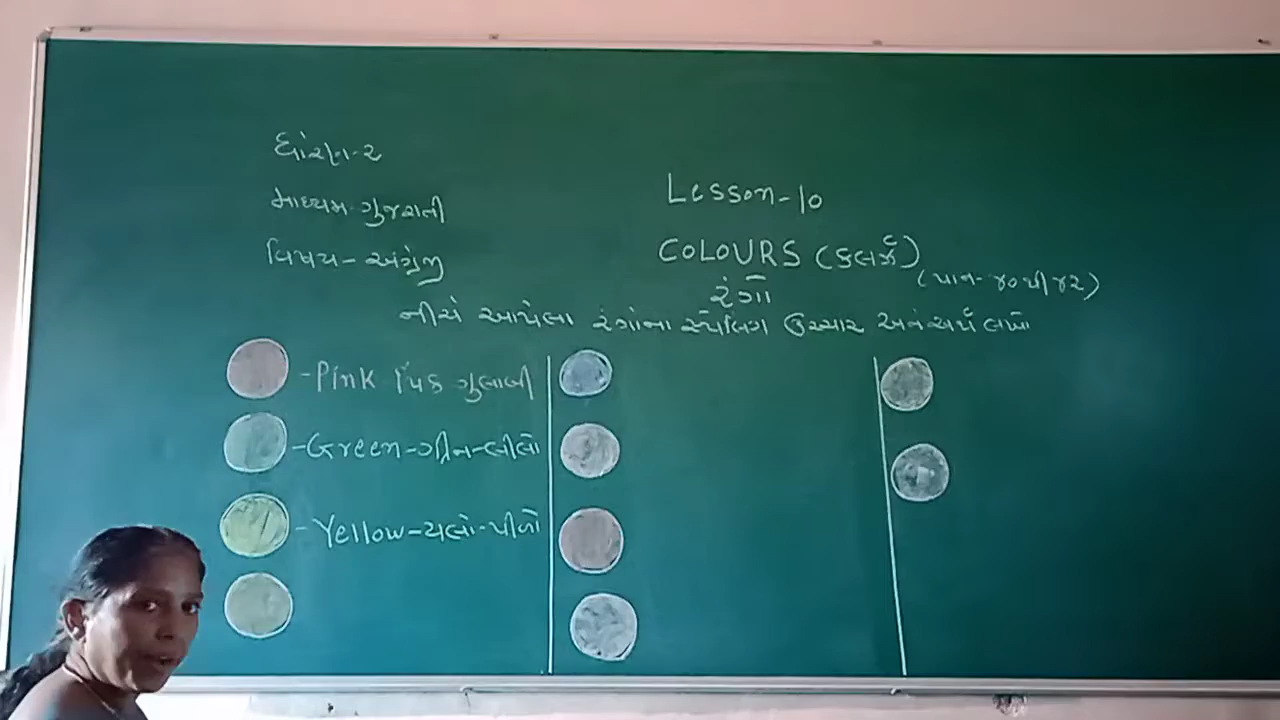 ધોરણ-૨
માધ્યમ-ગુજરાતી
વિષય-અંગ્રેજી
Lesson-10
COLOURS (કલર્સ)
(પાન-૪૦થી૪૨)
રંગો
નીચે આપેલા રંગોના સ્પેલિંગ ઉચ્ચાર અને અર્થ લખો
-Pink પિંક ગુલાબી
-Green-ગ્રીન-લીલો
-Yellow-યલો-પીળો